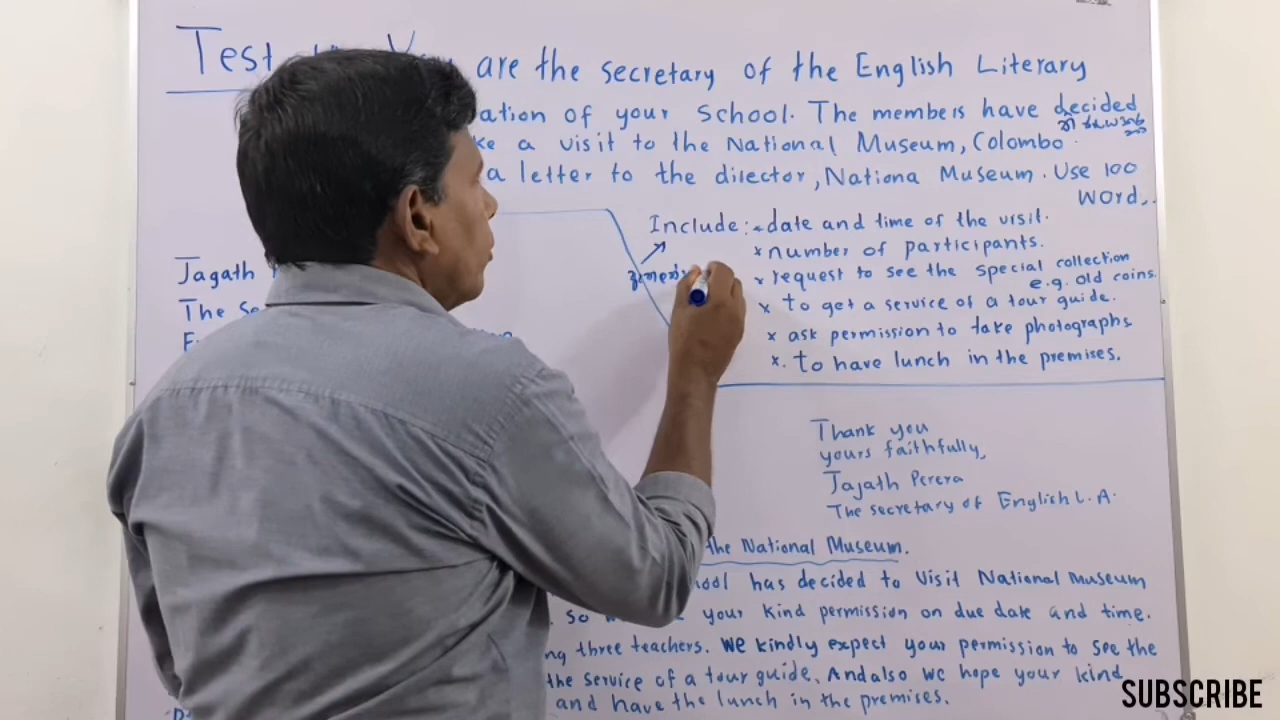 Test are the secretary of the English Literary
ation of your school. The members have decided
ke a visit to the National Museum, Colombo.
a letter to the director, Nationa Museum. Use 100
word..
Include: * date and time of the visit.
* number of participants.
* request to see the special collection
e.g. old coins.
* to get a service of a tour guide.
* ask permission to take photographs
*. to have lunch in the premises.
Jagath
The Se
Thank you
yours faithfully,
Jajath Perera
The secretary of English L. A.
the National Museum.
ool has decided to visit National museum
so your kind permission on due date and time.
ng three teachers. We kindly expect your permission to see the
the service of a tour guide. And also we hope your kind
and have the lunch in the premises.
SUBSCRIBE